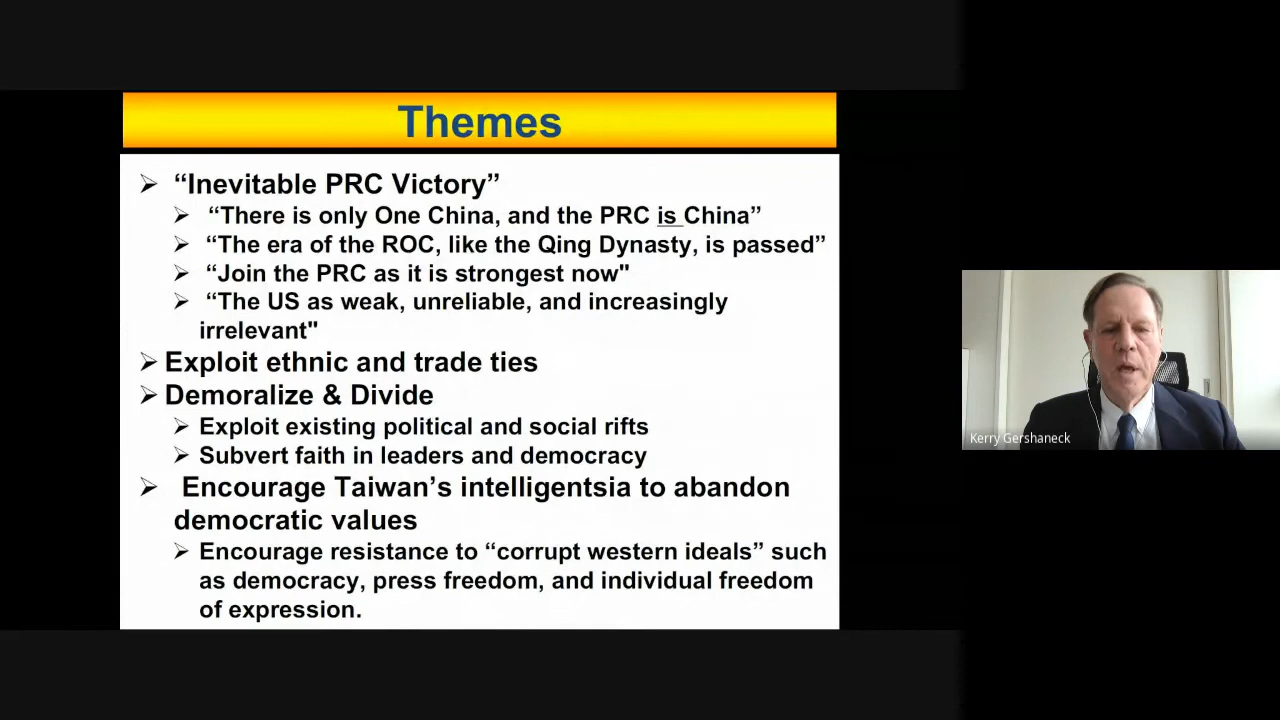 Themes
“Inevitable PRC Victory”
“There is only One China, and the PRC is China”
“The era of the ROC, like the Qing Dynasty, is passed”
“Join the PRC as it is strongest now"
“The US as weak, unreliable, and increasingly
irrelevant"
Exploit ethnic and trade ties
Demoralize & Divide
Exploit existing political and social rifts
Subvert faith in leaders and democracy
Encourage Taiwan’s intelligentsia to abandon
democratic values
Encourage resistance to “corrupt western ideals” such
as democracy, press freedom, and individual freedom
of expression.
Kerry Gershaneck